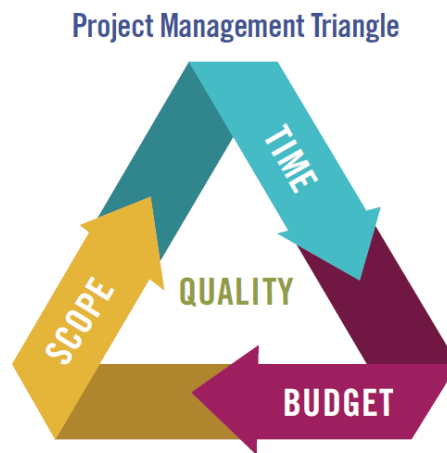 Project Management Triangle
TIME
QUALITY
SCOPE
BUDGET